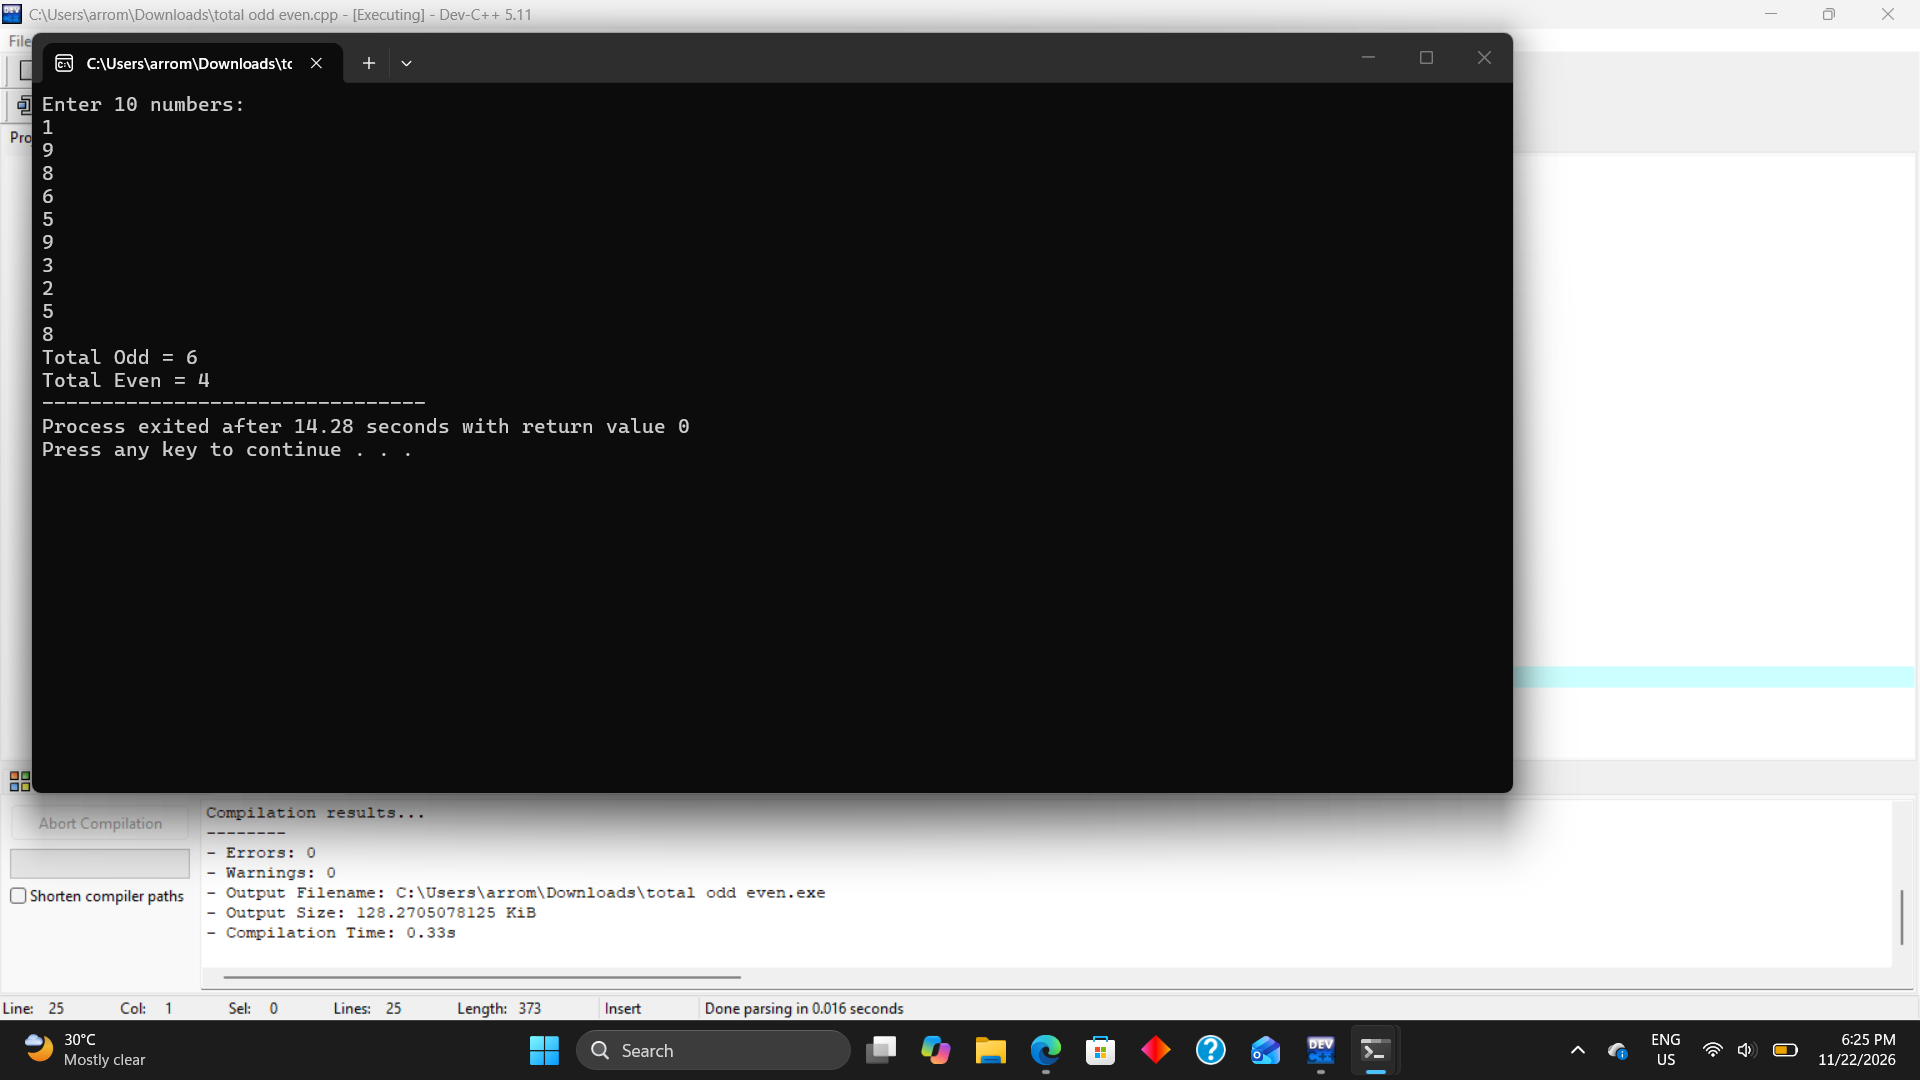 C:\Users\arrom\Downloads\total odd even.cpp - [Executing] - Dev-C++ 5.11
File
C:\Users\arrom\Downloads\tc
Enter 10 numbers:
1
9
8
6
5
9
3
2
5
8
Total Odd = 6
Total Even = 4
--------------------------------
Process exited after 14.28 seconds with return value 0
Press any key to continue . . .
Abort Compilation
Shorten compiler paths
Compilation results...
--------
- Errors: 0
- Warnings: 0
- Output Filename: C:\Users\arrom\Downloads\total odd even.exe
- Output Size: 128.2705078125 KiB
- Compilation Time: 0.33s
Line: 25 Col: 1 Sel: 0 Lines: 25 Length: 373 Insert Done parsing in 0.016 seconds
30°C
Mostly clear
Search
DEV
ENG
US
6:25 PM
11/22/2026